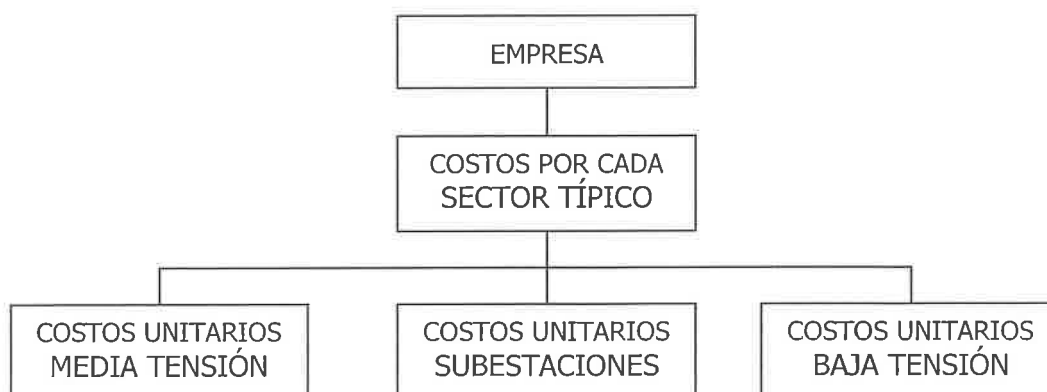 EMPRESA
COSTOS POR CADA
SECTOR TÍPICO
COSTOS UNITARIOS
MEDIA TENSIÓN
COSTOS UNITARIOS
SUBESTACIONES
COSTOS UNITARIOS
BAJA TENSIÓN